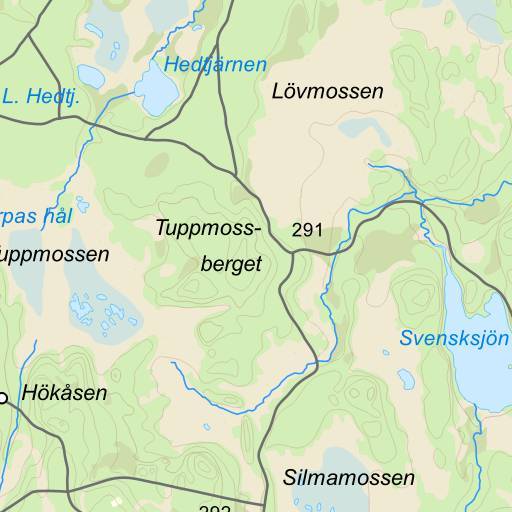 Hedtjärnen
L. Hedtj.
Lövmossen
rpas hål
Tuppmoss-
berget
291
uppmossen
Svensksjön
Hökåsen
Silmamossen